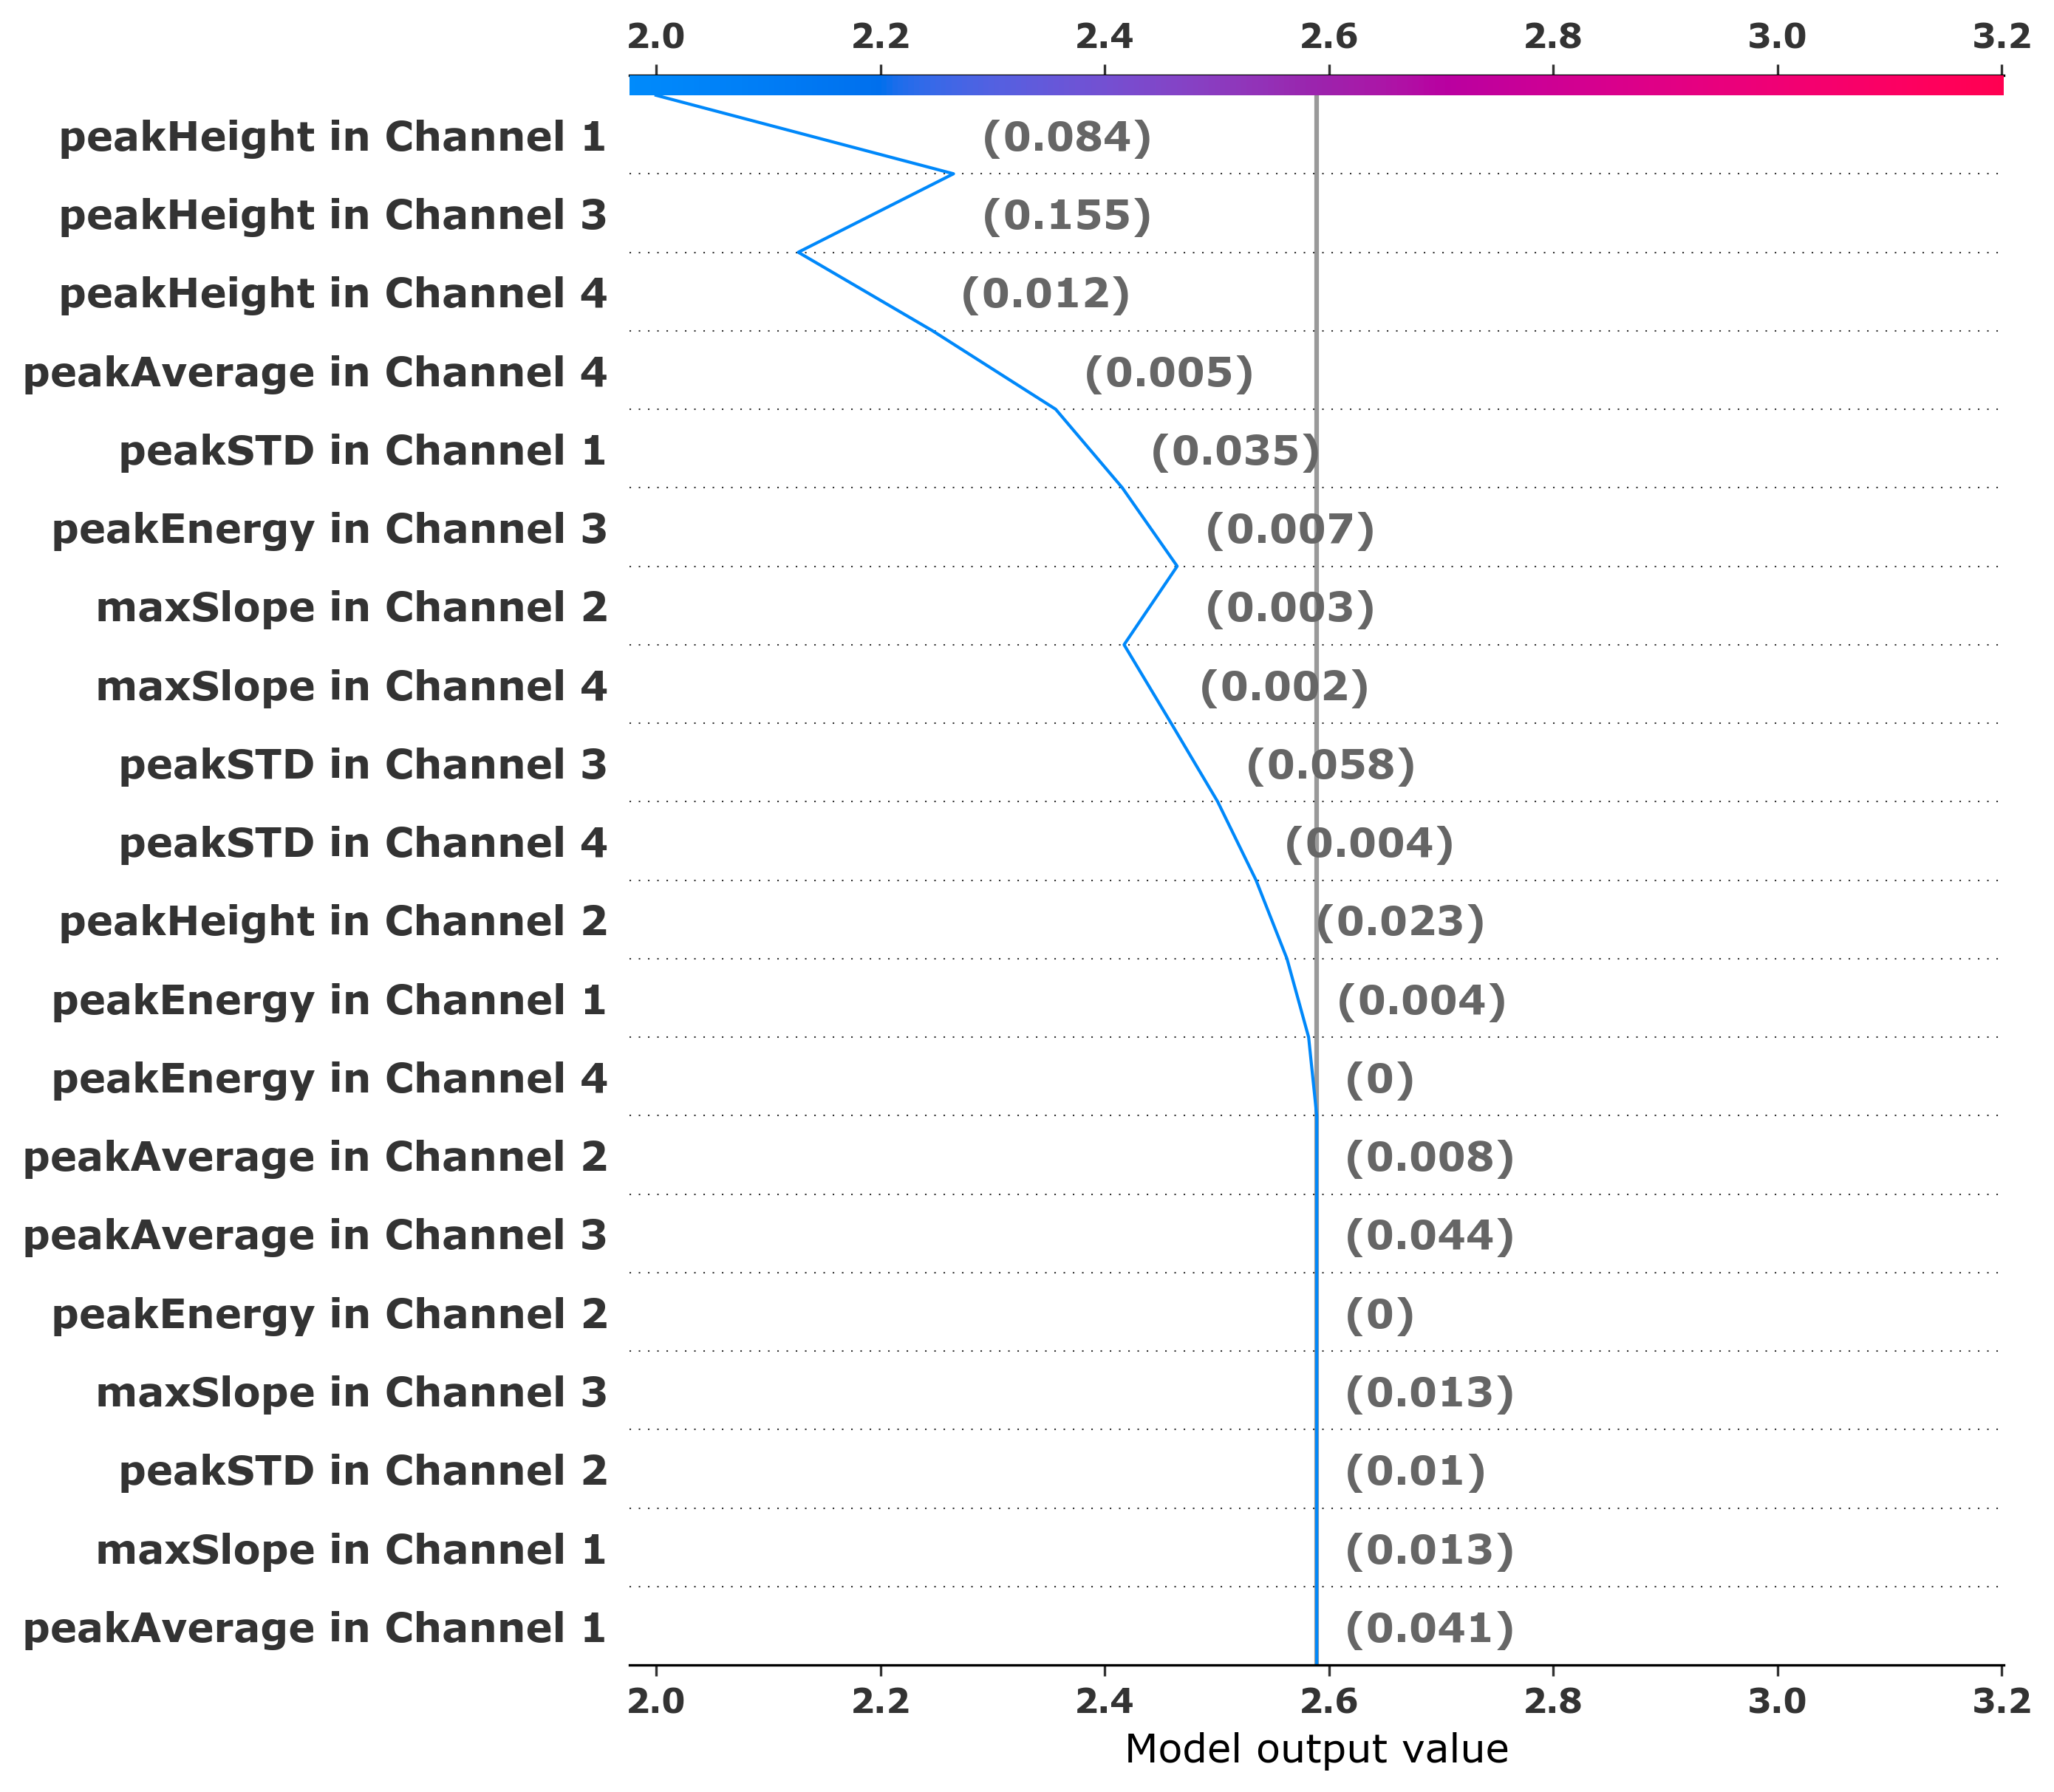 2.0 2.2 2.4 2.6 2.8 3.0 3.2
peakHeight in Channel 1 (0.084)
peakHeight in Channel 3 (0.155)
peakHeight in Channel 4 (0.012)
peakAverage in Channel 4 (0.005)
peakSTD in Channel 1 (0.035)
peakEnergy in Channel 3 (0.007)
maxSlope in Channel 2 (0.003)
maxSlope in Channel 4 (0.002)
peakSTD in Channel 3 (0.058)
peakSTD in Channel 4 (0.004)
peakHeight in Channel 2 (0.023)
peakEnergy in Channel 1 (0.004)
peakEnergy in Channel 4 (0)
peakAverage in Channel 2 (0.008)
peakAverage in Channel 3 (0.044)
peakEnergy in Channel 2 (0)
maxSlope in Channel 3 (0.013)
peakSTD in Channel 2 (0.01)
maxSlope in Channel 1 (0.013)
peakAverage in Channel 1 (0.041)
2.0 2.2 2.4 2.6 2.8 3.0 3.2
Model output value